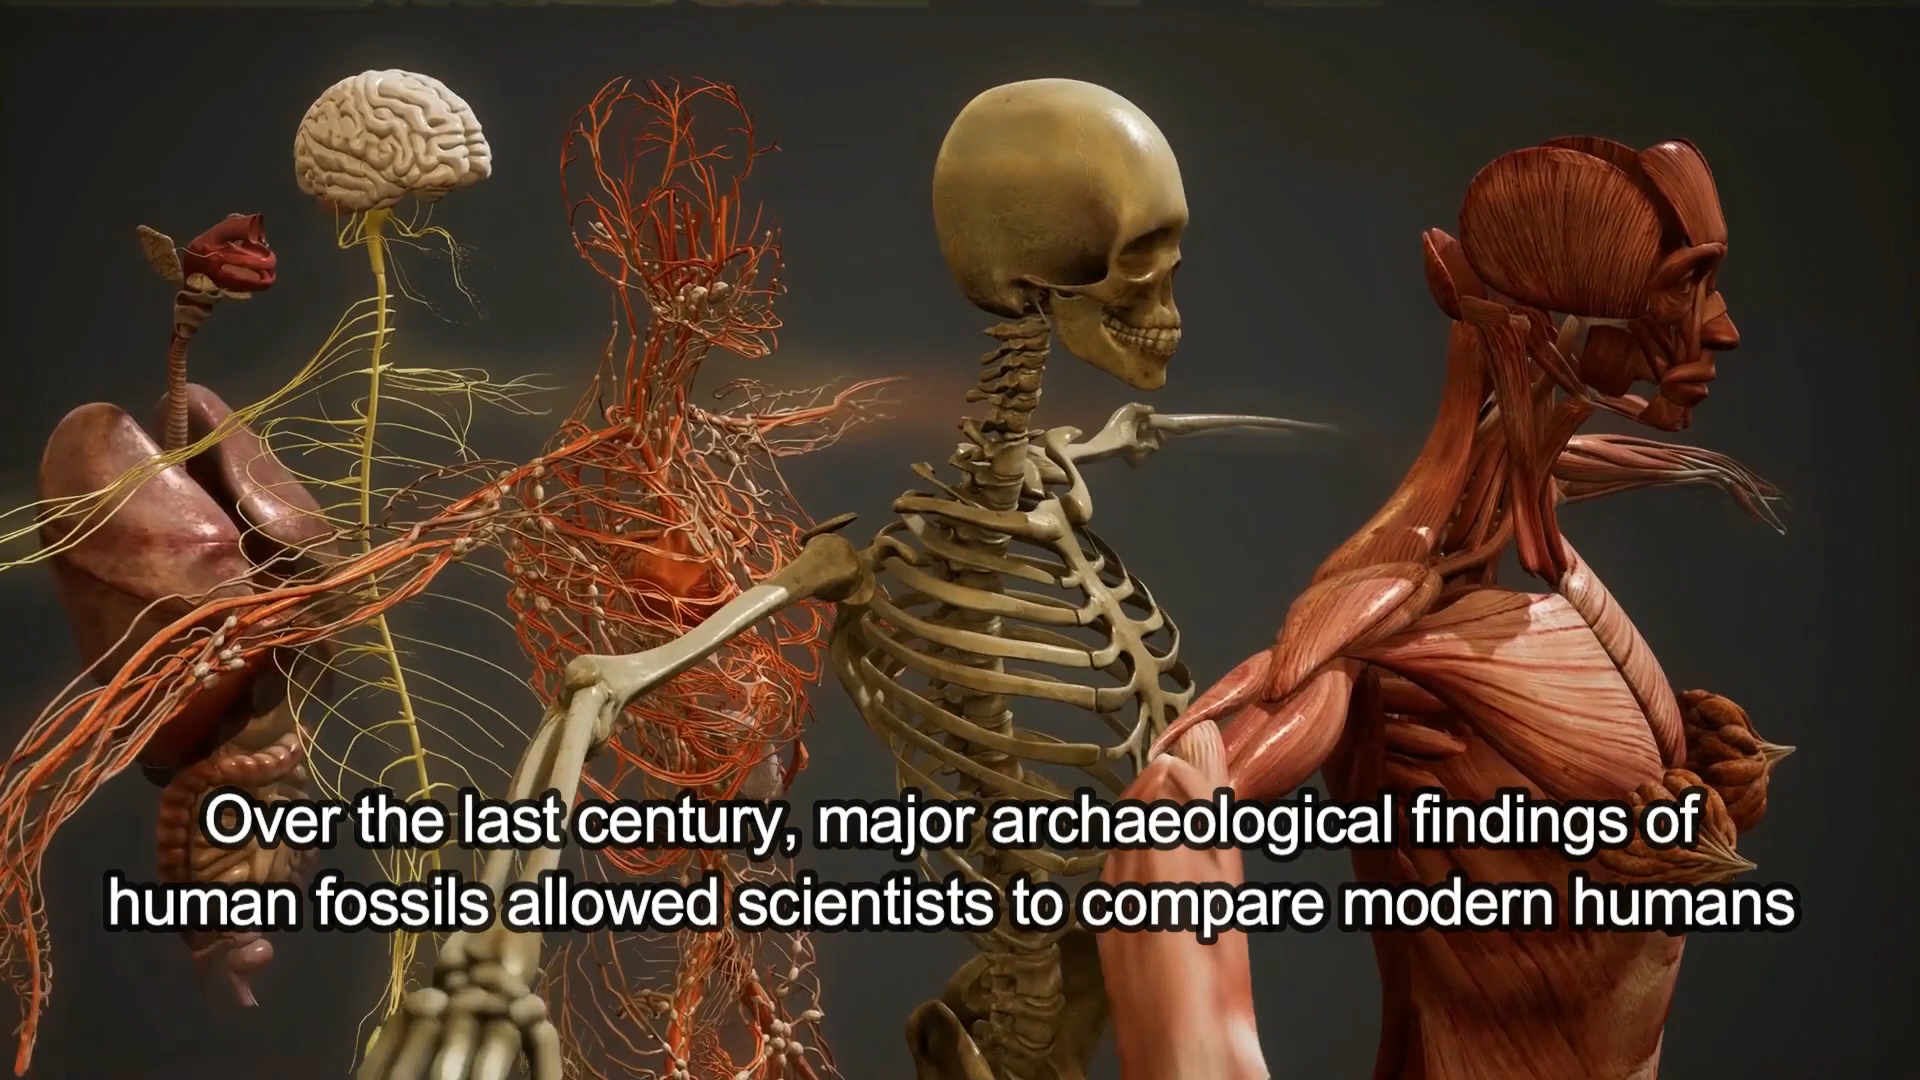 Over the last century, major archaeological findings of
human fossils allowed scientists to compare modern humans